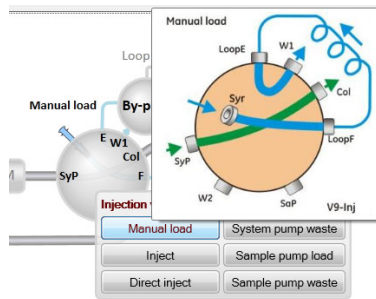 Manual load
LoopE
W1
Loop
Manual load
By-p
Syr
Col
E
W1
Col
SyP
LoopF
SyP
F
W2
SaP
V9-Inj
Injection v
Manual load
System pump waste
Inject
Sample pump load
Direct inject
Sample pump waste